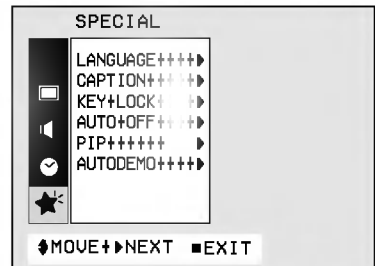 SPECIAL
LANGUAGE++++▶
CAPTION++++▶
KEY+LOCK+++▶
AUTO+OFF+++▶
PIP++++++ ▶
AUTODEMO++++▶
♦MOVE+▶NEXT ■EXIT